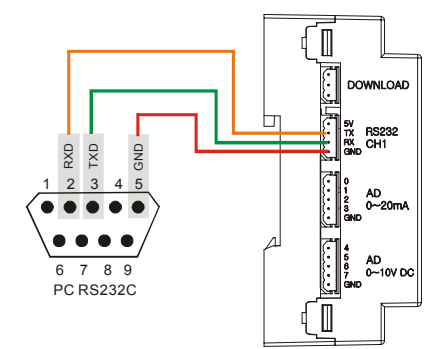 DOWNLOAD
5V
TX
RX
GND
RS232
CH1
RXD
TXD
GND
1 2 3 4 5
6 7 8 9
PC RS232C
0
1
2
3
GND
AD
0~20mA
4
5
6
7
GND
AD
0~10V DC